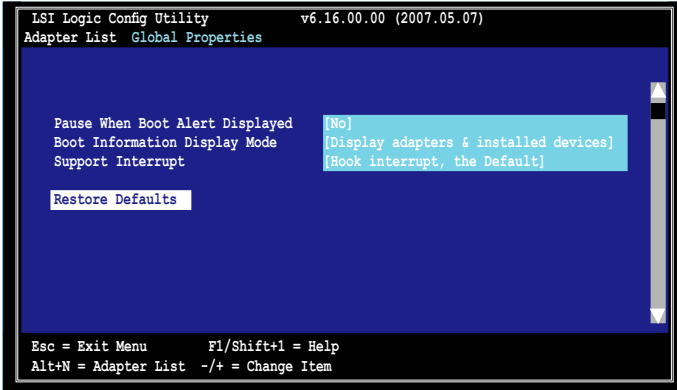 LSI Logic Config Utility v6.16.00.00 (2007.05.07)
Adapter List Global Properties
Pause When Boot Alert Displayed [No]
Boot Information Display Mode [Display adapters & installed devices]
Support Interrupt [Hook interrupt, the Default]
Restore Defaults
Esc = Exit Menu F1/Shift+1 = Help
Alt+N = Adapter List -/+ = Change Item